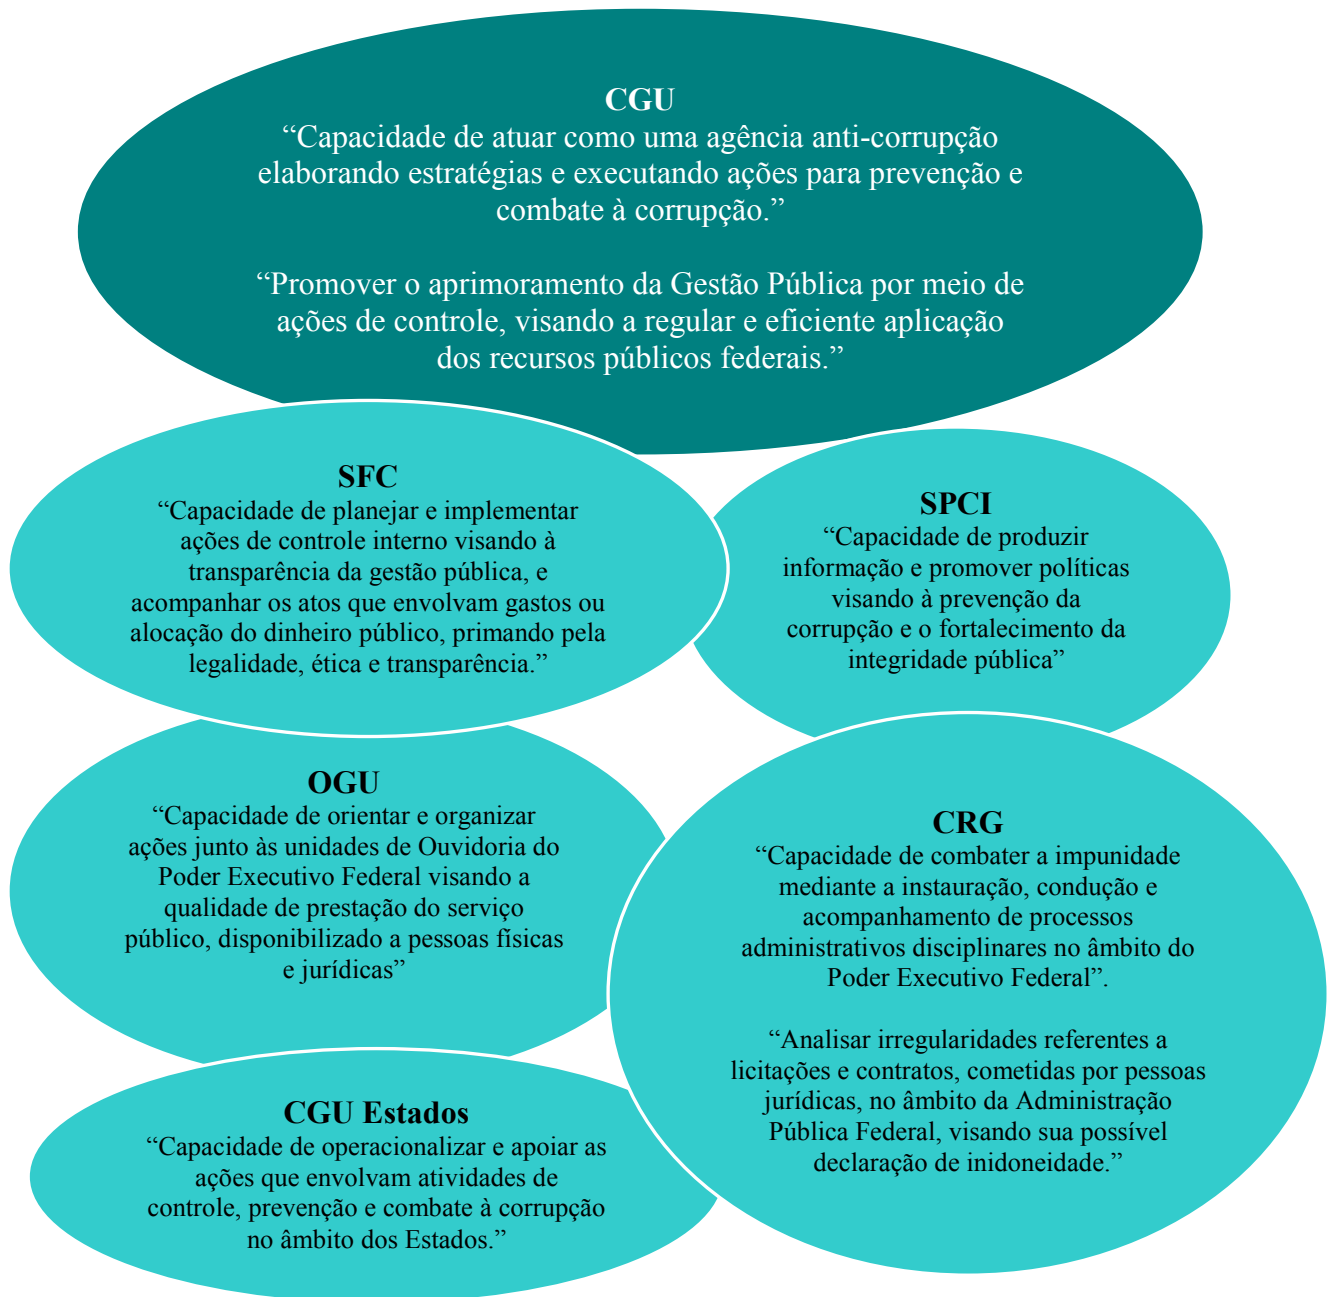 CGU
“Capacidade de atuar como uma agência anti-corrupção
elaborando estratégias e executando ações para prevenção e
combate à corrupção.”
“Promover o aprimoramento da Gestão Pública por meio de
ações de controle, visando a regular e eficiente aplicação
dos recursos públicos federais.”
SFC
“Capacidade de planejar e implementar
ações de controle interno visando à
transparência da gestão pública, e
acompanhar os atos que envolvam gastos ou
alocação do dinheiro público, primando pela
legalidade, ética e transparência.”
SPCI
“Capacidade de produzir
informação e promover políticas
visando à prevenção da
corrupção e o fortalecimento da
integridade pública”
OGU
“Capacidade de orientar e organizar
ações junto às unidades de Ouvidoria do
Poder Executivo Federal visando a
qualidade de prestação do serviço
público, disponibilizado a pessoas físicas
e jurídicas”
CRG
“Capacidade de combater a impunidade
mediante a instauração, condução e
acompanhamento de processos
administrativos disciplinares no âmbito do
Poder Executivo Federal”.
“Analisar irregularidades referentes a
licitações e contratos, cometidas por pessoas
jurídicas, no âmbito da Administração
Pública Federal, visando sua possível
declaração de inidoneidade.”
CGU Estados
“Capacidade de operacionalizar e apoiar as
ações que envolvam atividades de
controle, prevenção e combate à corrupção
no âmbito dos Estados.”